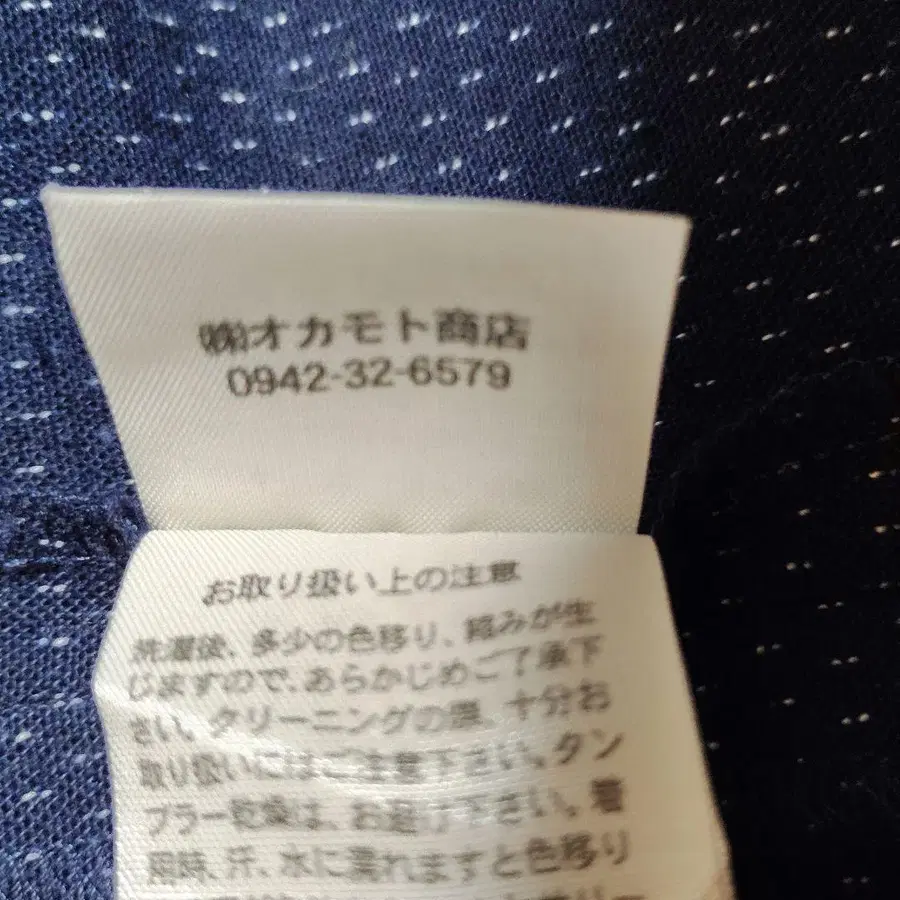 ㈱オカモト商店
0942-32-6579
お取り扱い上の注意
洗濯後、多少の色移り、縮みが生
じますので、あらかじめご了承下
さい。クリーニングの際、十分お
取り扱いにはご注意下さい。タン
ブラー乾燥は、お避け下さい。着
用時、汗、水に濡れますと色移り